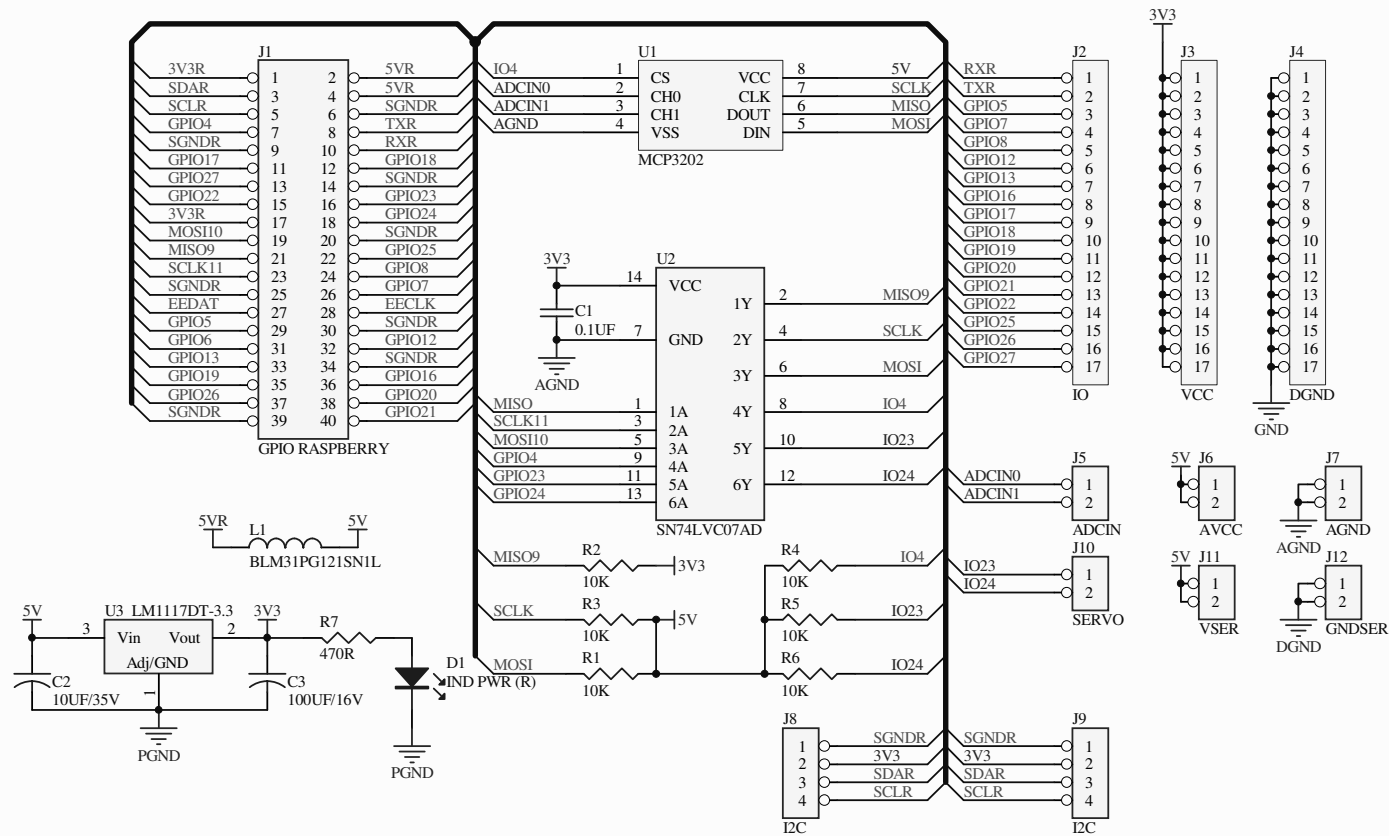 J1
3V3R 1 2 5VR
SDAR 3 4 5VR
SCLR 5 6 SGNDR
GPIO4 7 8 TXR
SGNDR 9 10 RXR
GPIO17 11 12 GPIO18
GPIO27 13 14 SGNDR
GPIO22 15 16 GPIO23
3V3R 17 18 GPIO24
MOSI10 19 20 SGNDR
MISO9 21 22 GPIO25
SCLK11 23 24 GPIO8
SGNDR 25 26 GPIO7
EEDAT 27 28 EECLK
GPIO5 29 30 SGNDR
GPIO6 31 32 GPIO12
GPIO13 33 34 SGNDR
GPIO19 35 36 GPIO16
GPIO26 37 38 GPIO20
SGNDR 39 40 GPIO21
GPIO RASPBERRY
U1
IO4 1 CS VCC 8 5V
ADCIN0 2 CH0 CLK 7 SCLK
ADCIN1 3 CH1 DOUT 6 MISO
AGND 4 VSS DIN 5 MOSI
MCP3202
U2
3V3
14 VCC
C1
0.1UF
7 GND
AGND
1Y 2 MISO9
2Y 4 SCLK
3Y 6 MOSI
4Y 8 IO4
5Y 10 IO23
6Y 12 IO24
MISO 1 1A
SCLK11 3 2A
MOSI10 5 3A
GPIO4 9 4A
GPIO23 11 5A
GPIO24 13 6A
SN74LVC07AD
J2
RXR 1
TXR 2
GPIO5 3
GPIO7 4
GPIO8 5
GPIO12 6
GPIO13 7
GPIO16 8
GPIO17 9
GPIO18 10
GPIO19 11
GPIO20 12
GPIO21 13
GPIO22 14
GPIO25 15
GPIO26 16
GPIO27 17
IO
3V3
J3
1
2
3
4
5
6
7
8
9
10
11
12
13
14
15
16
17
VCC
J4
1
2
3
4
5
6
7
8
9
10
11
12
13
14
15
16
17
DGND
GND
J5
ADCIN0 1
ADCIN1 2
ADCIN
5V J6
1
2
AVCC
J7
1
2
AGND
AGND
J10
IO23 1
IO24 2
SERVO
5V J11
1
2
VSER
J12
1
2
GNDSER
DGND
5VR L1 5V
BLM31PG121SN1L
5V U3 LM1117DT-3.3 3V3
3 Vin Vout 2
Adj/GND
1
C2
10UF/35V
C3
100UF/16V
PGND
R7
470R
D1
IND PWR (R)
PGND
MISO9 R2 3V3
10K
SCLK R3 5V
10K
MOSI R1
10K
R4 IO4
10K
R5 IO23
10K
R6 IO24
10K
J8
1 SGNDR
2 3V3
3 SDAR
4 SCLR
I2C
J9
SGNDR 1
3V3 2
SDAR 3
SCLR 4
I2C